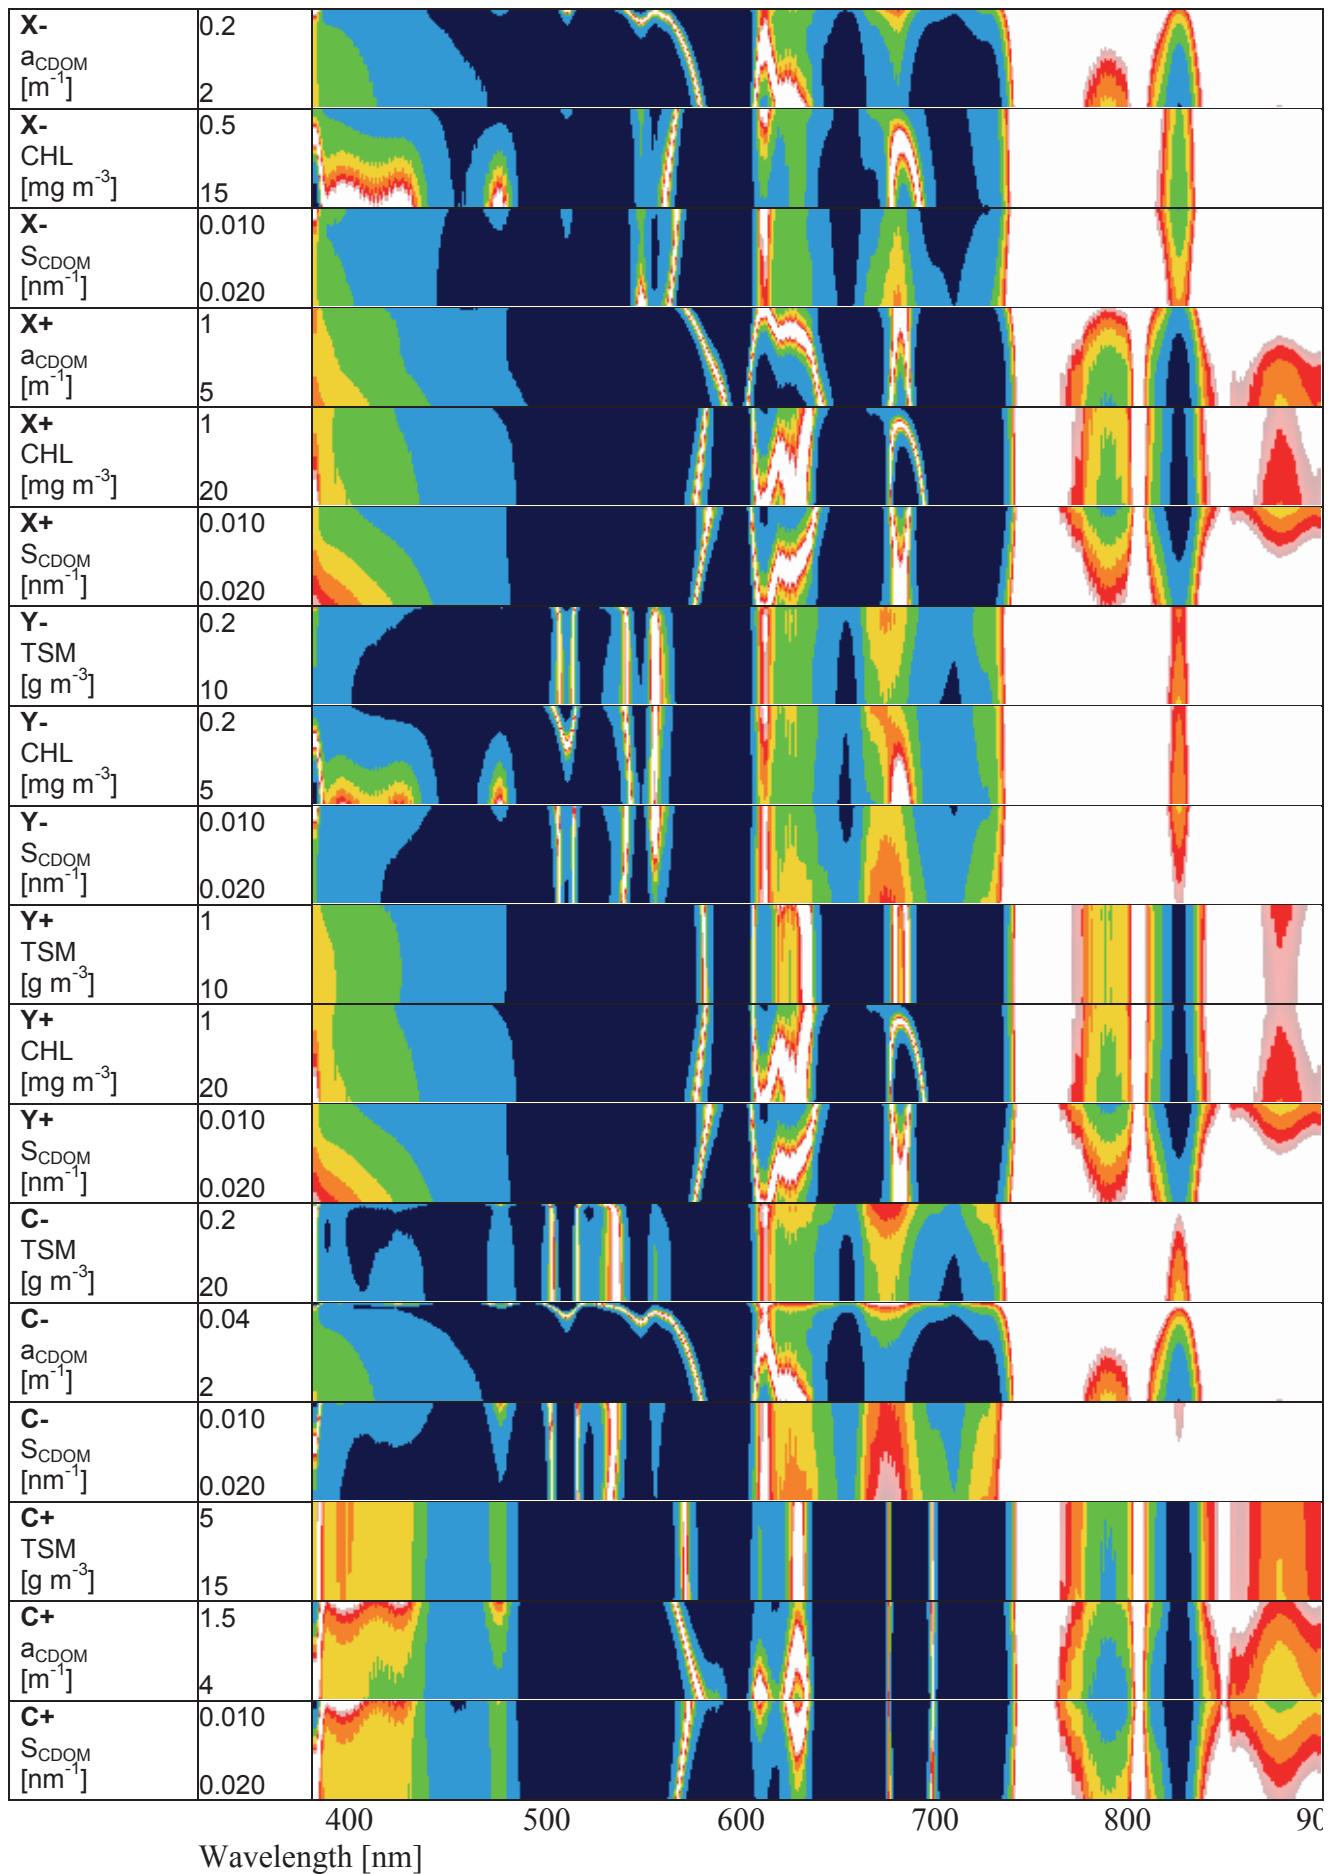 X- 0.2
aCDOM
[m-1] 2
X- 0.5
CHL
[mg m-3] 15
X- 0.010
SCDOM
[nm-1] 0.020
X+ 1
aCDOM
[m-1] 5
X+ 1
CHL
[mg m-3] 20
X+ 0.010
SCDOM
[nm-1] 0.020
Y- 0.2
TSM
[g m-3] 10
Y- 0.2
CHL
[mg m-3] 5
Y- 0.010
SCDOM
[nm-1] 0.020
Y+ 1
TSM
[g m-3] 10
Y+ 1
CHL
[mg m-3] 20
Y+ 0.010
SCDOM
[nm-1] 0.020
C- 0.2
TSM
[g m-3] 20
C- 0.04
aCDOM
[m-1] 2
C- 0.010
SCDOM
[nm-1] 0.020
C+ 5
TSM
[g m-3] 15
C+ 1.5
aCDOM
[m-1] 4
C+ 0.010
SCDOM
[nm-1] 0.020
400 500 600 700 800 90
Wavelength [nm]